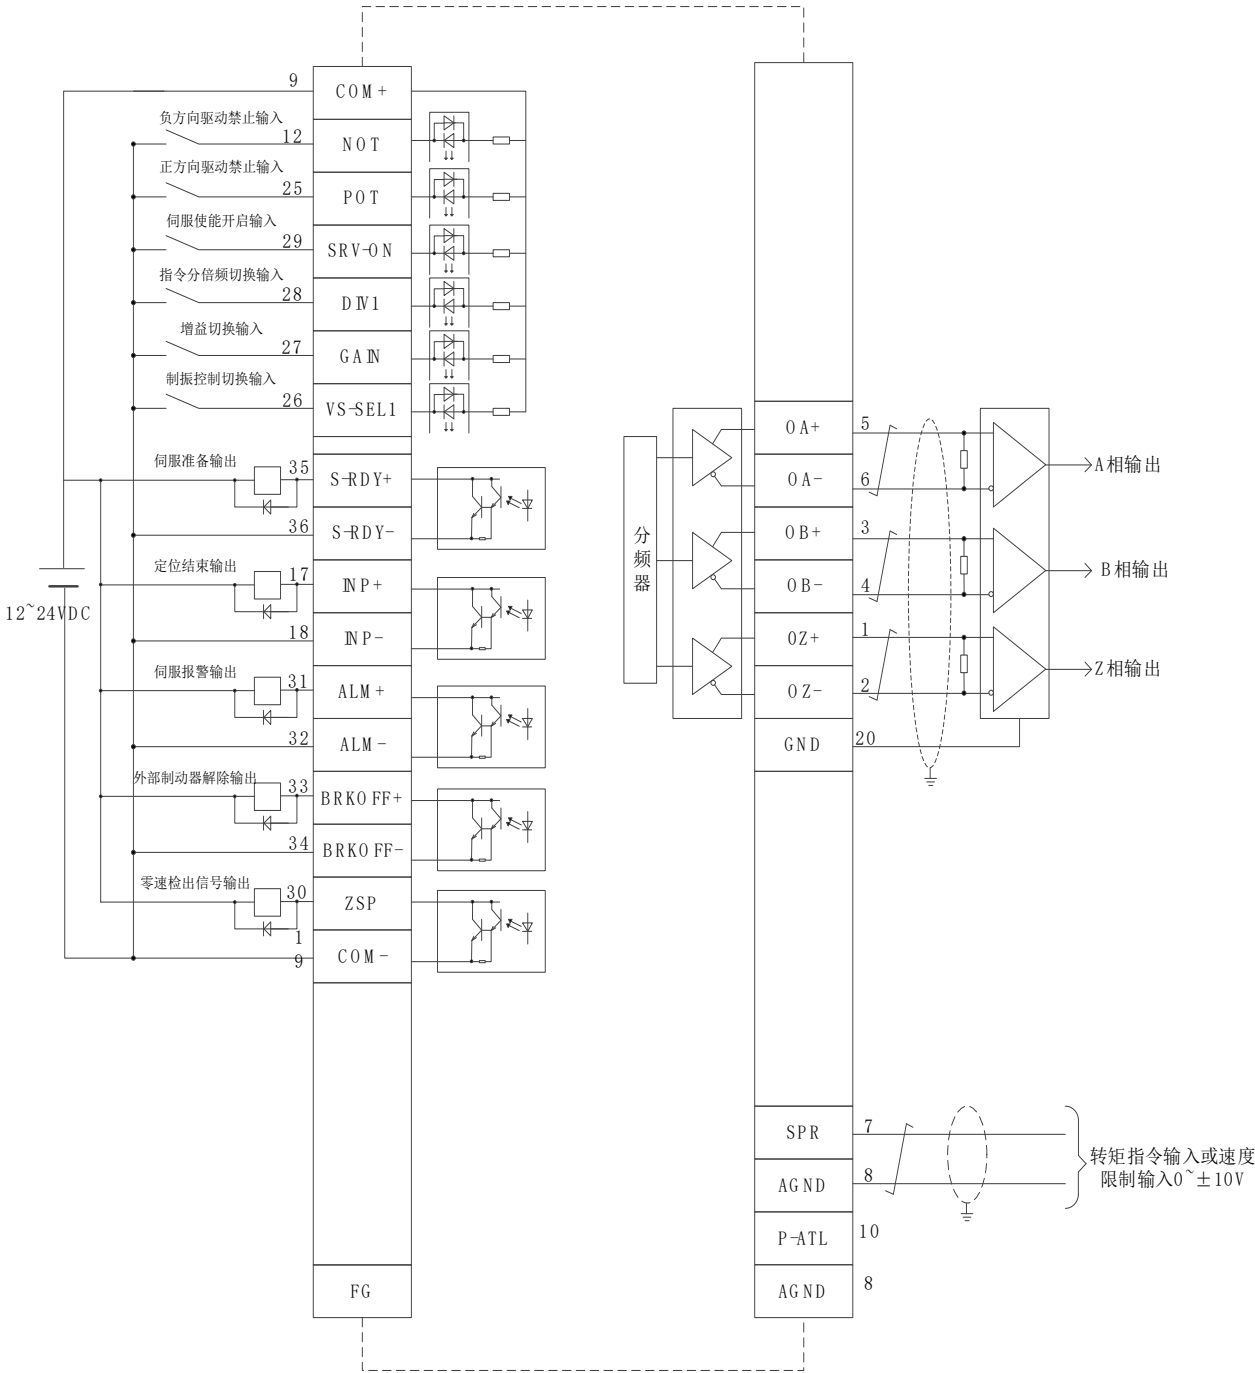 9
COM+
负方向驱动禁止输入
12
NOT
正方向驱动禁止输入
25
POT
伺服使能开启输入
29
SRV-ON
指令分倍频切换输入
28
DIV1
增益切换输入
27
GAIN
制振控制切换输入
26
VS-SEL1
伺服准备输出
35
S-RDY+
36
S-RDY-
定位结束输出
17
INP+
12~24VDC
18
INP-
伺服报警输出
31
ALM+
32
ALM-
外部制动器解除输出
33
BRKOFF+
34
BRKOFF-
零速检出信号输出
30
ZSP
1
9
COM-
FG
分
频
器
OA+
5
A相输出
OA-
6
OB+
3
B相输出
OB-
4
OZ+
1
Z相输出
OZ-
2
GND
20
SPR
7
转矩指令输入或速度
限制输入0~±10V
AGND
8
P-ATL
10
AGND
8